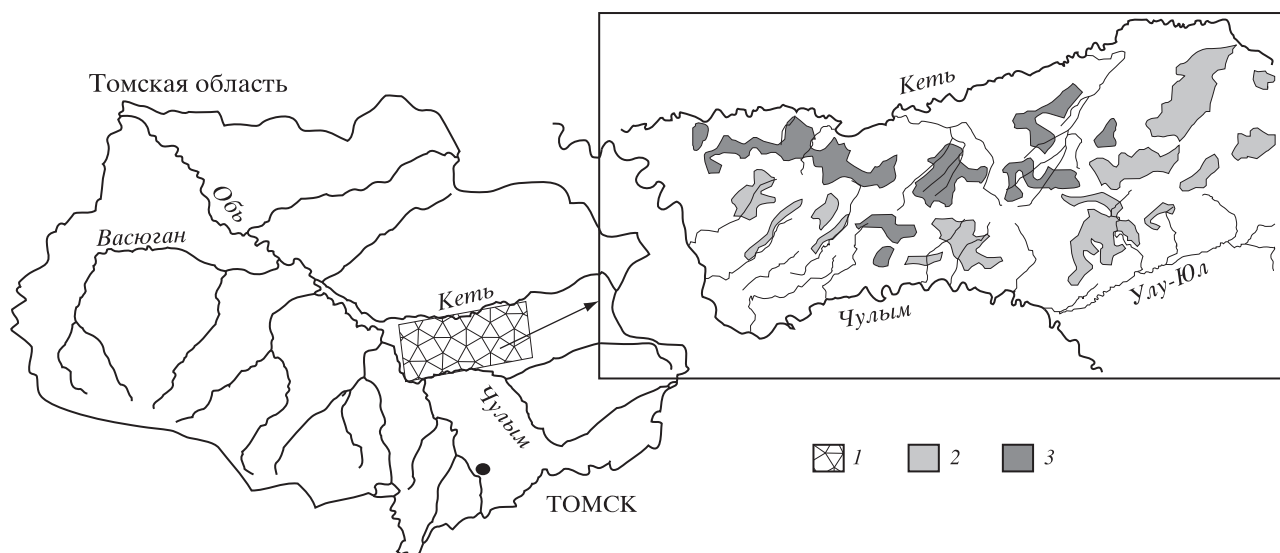 Томская область
Обь
Васюган
Кеть
Чулым
ТОМСК
Кеть
Чулым
Улу-Юл
1
2
3